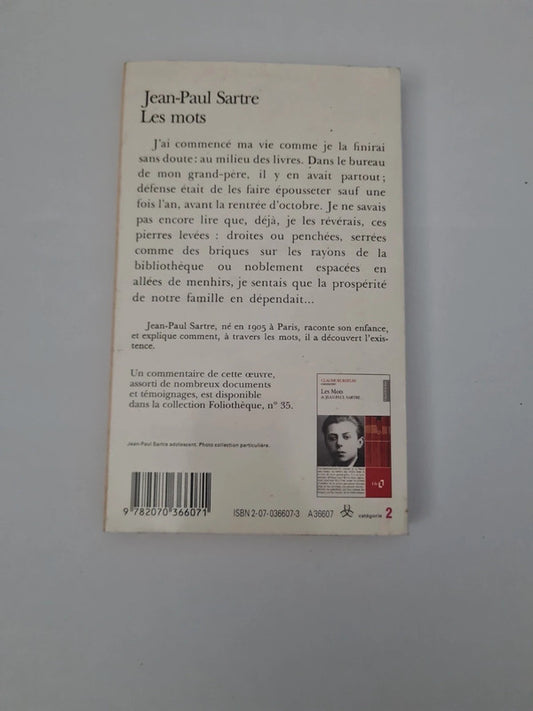 Jean-Paul Sartre
Les mots
J'ai commencé ma vie comme je la finirai
sans doute : au milieu des livres. Dans le bureau
de mon grand-père, il y en avait partout ;
défense était de les faire épousseter sauf une
fois l'an, avant la rentrée d'octobre. Je ne savais
pas encore lire que, déjà, je les révérais, ces
pierres levées : droites ou penchées, serrées
comme des briques sur les rayons de la
bibliothèque ou noblement espacées en
allées de menhirs, je sentais que la prospérité
de notre famille en dépendait...
Jean-Paul Sartre, né en 1905 à Paris, raconte son enfance,
et explique comment, à travers les mots, il a découvert l'exis-
tence.
Un commentaire de cette œuvre,
assorti de nombreux documents
et témoignages, est disponible
dans la collection Foliothèque, n° 35.
Les Mots
de JEAN-PAUL SARTRE
Jean-Paul Sartre adolescent. Photo collection particulière.
9 782070 366071
ISBN 2-07-036607-3 A 36607 catégorie 2